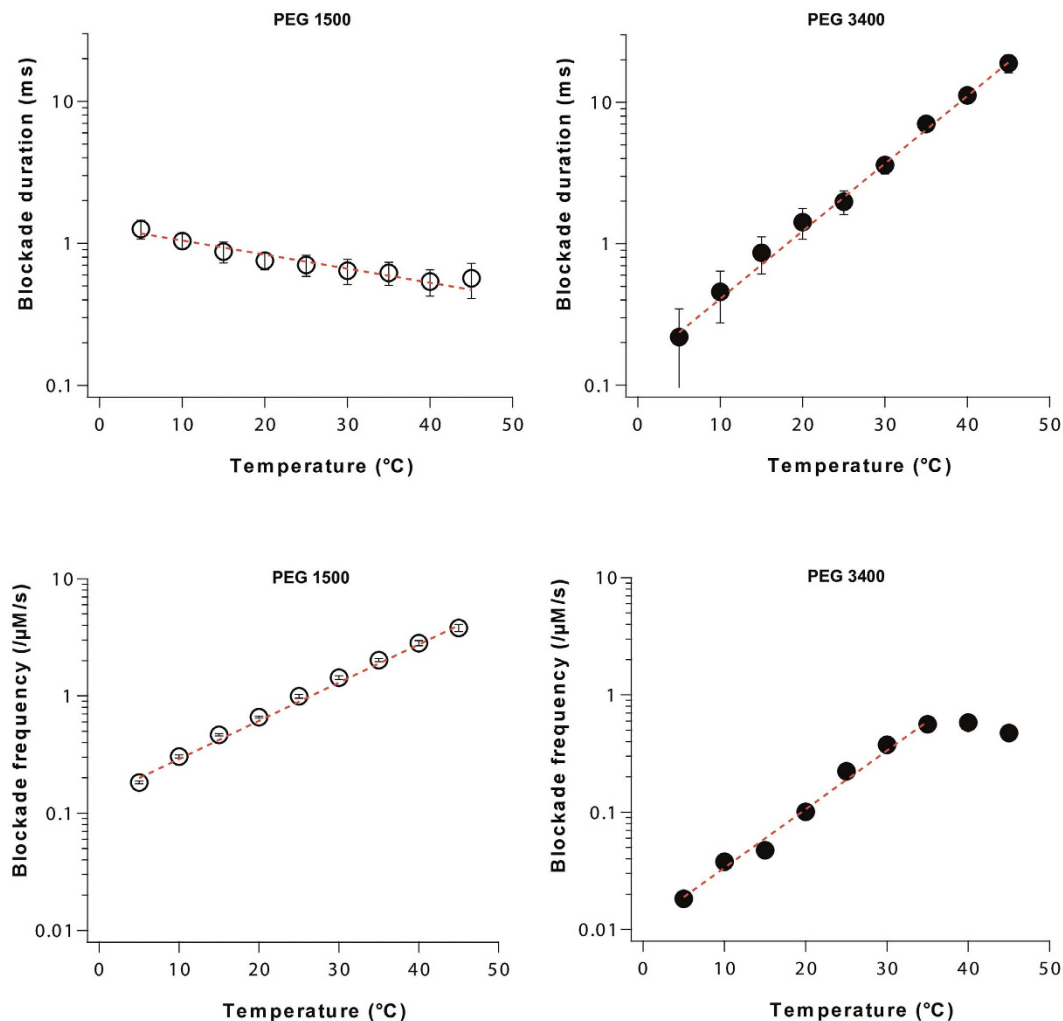 PEG 1500
Blockade duration (ms)
10
1
0.1
0 10 20 30 40 50
Temperature (°C)
PEG 3400
Blockade duration (ms)
10
1
0.1
0 10 20 30 40 50
Temperature (°C)
PEG 1500
Blockade frequency (/µM/s)
10
1
0.1
0.01
0 10 20 30 40 50
Temperature (°C)
PEG 3400
Blockade frequency (/µM/s)
10
1
0.1
0.01
0 10 20 30 40 50
Temperature (°C)